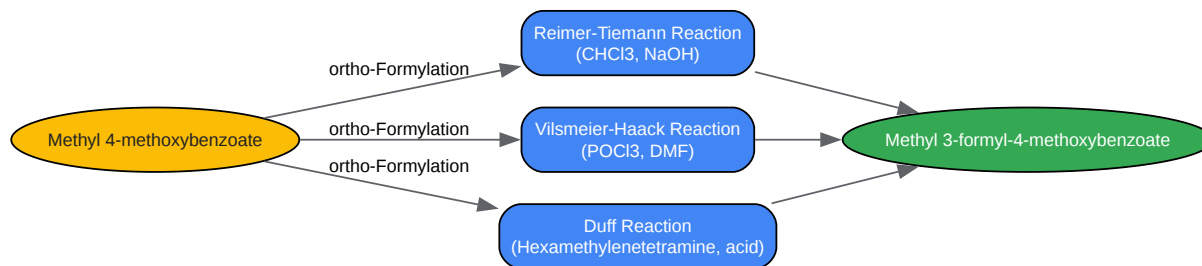 Reimer-Tiemann Reaction
(CHCl3, NaOH)
ortho-Formylation
Methyl 4-methoxybenzoate
ortho-Formylation
Vilsmeier-Haack Reaction
(POCl3, DMF)
Methyl 3-formyl-4-methoxybenzoate
ortho-Formylation
Duff Reaction
(Hexamethylenetetramine, acid)